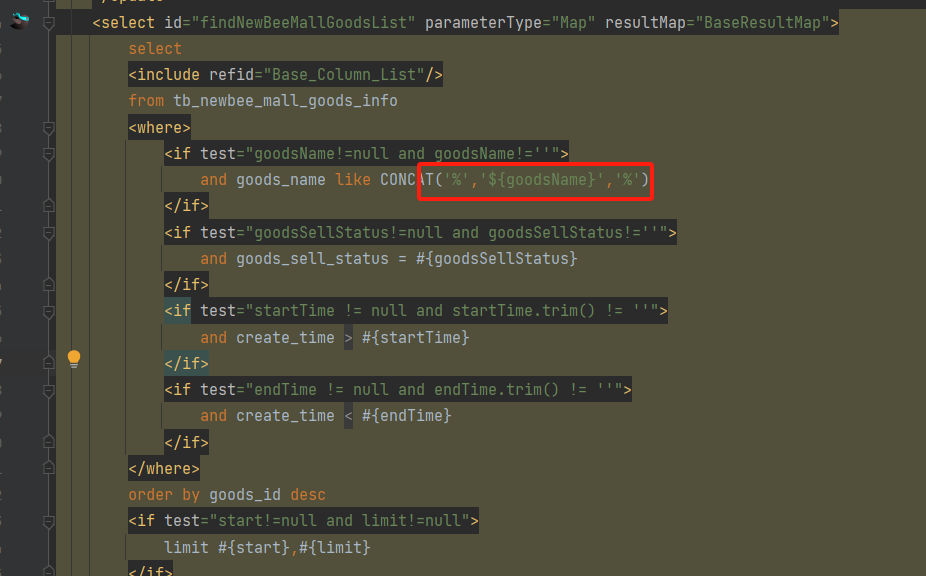 <select id="findNewBeeMallGoodsList" parameterType="Map" resultMap="BaseResultMap">
select
<include refid="Base_Column_List"/>
from tb_newbee_mall_goods_info
<where>
<if test="goodsName!=null and goodsName!=''">
and goods_name like CONCAT('%','${goodsName}','%')
</if>
<if test="goodsSellStatus!=null and goodsSellStatus!=''">
and goods_sell_status = #{goodsSellStatus}
</if>
<if test="startTime != null and startTime.trim() != ''">
and create_time > #{startTime}
</if>
<if test="endTime != null and endTime.trim() != ''">
and create_time < #{endTime}
</if>
</where>
order by goods_id desc
<if test="start!=null and limit!=null">
limit #{start},#{limit}
</if>